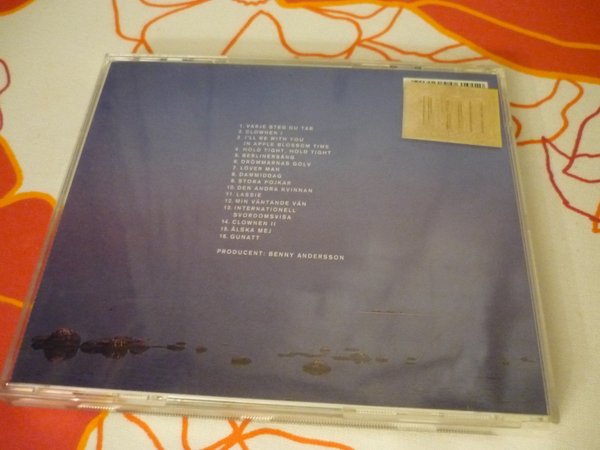 1. VARJE STEG DU TAR
2. CLOWNEN I
3. I'LL BE WITH YOU
IN APPLE BLOSSOM TIME
4. HOLD TIGHT, HOLD TIGHT
5. BERLINERSÅNG
6. DRÖMMARNAS GOLV
7. LOVER MAN
8. DAMMIDDAG
9. STORA POJKAR
10. DEN ANDRA KVINNAN
11. LASSIE
12. MIN VÄNTANDE VÄN
13. INTERNATIONELL
SVORDOMSVISA
14. CLOWNEN II
15. ÄLSKA MEJ
16. GUNATT
PRODUCENT: BENNY ANDERSSON